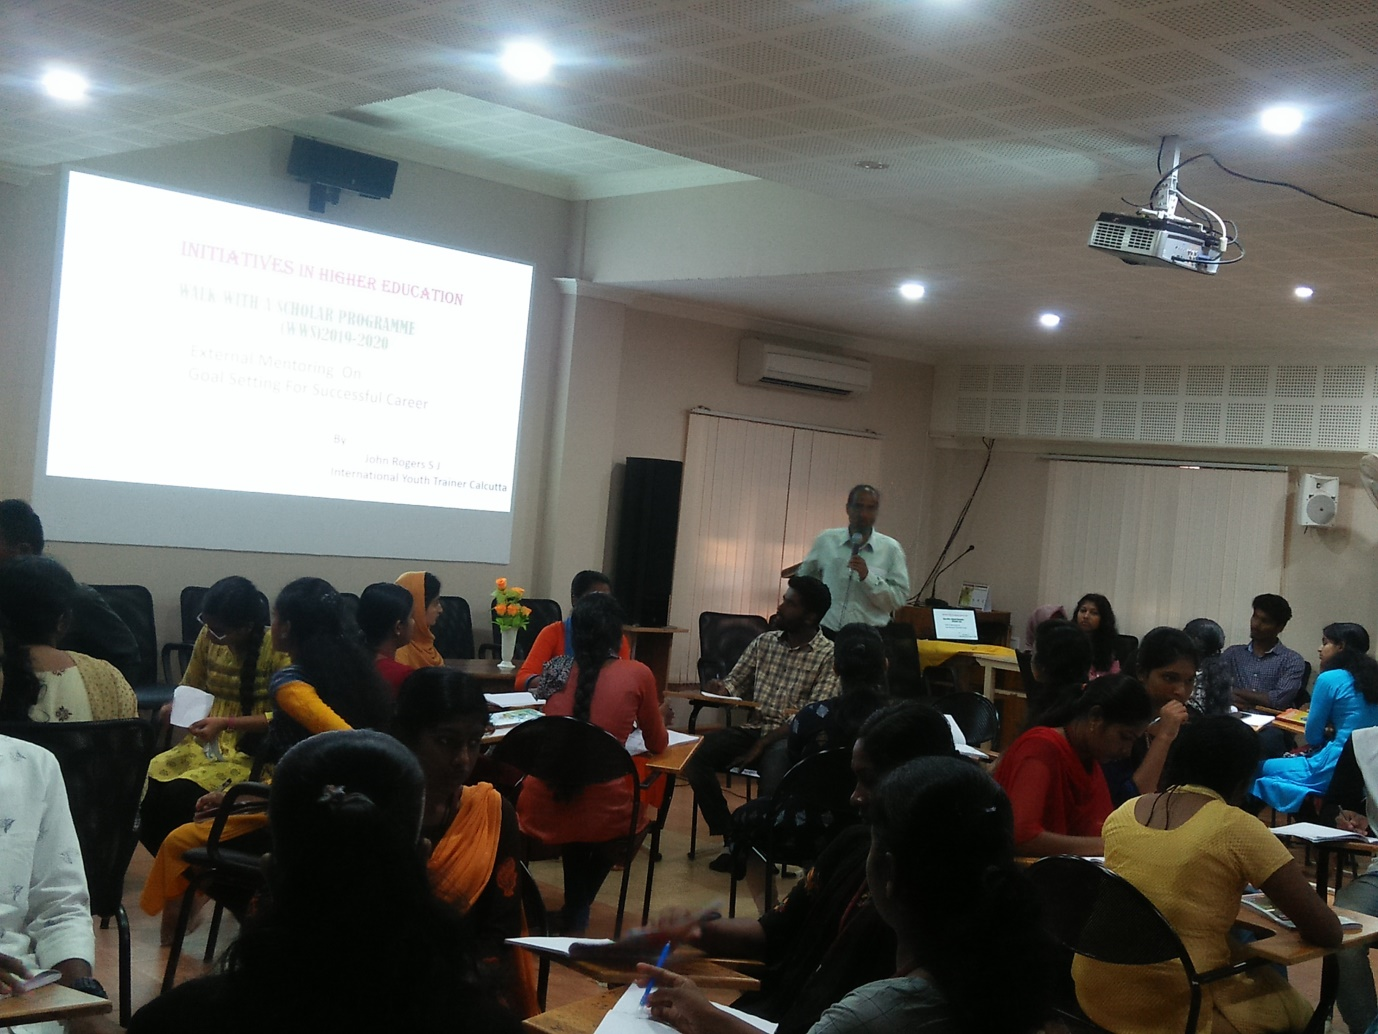 INITIATIVES IN HIGHER EDUCATION
WALK WITH A SCHOLAR PROGRAMME
(WWS)2019-2020
External Mentoring On
Goal Setting For Successful Career
By
John Rogers S J
International Youth Trainer Calcutta